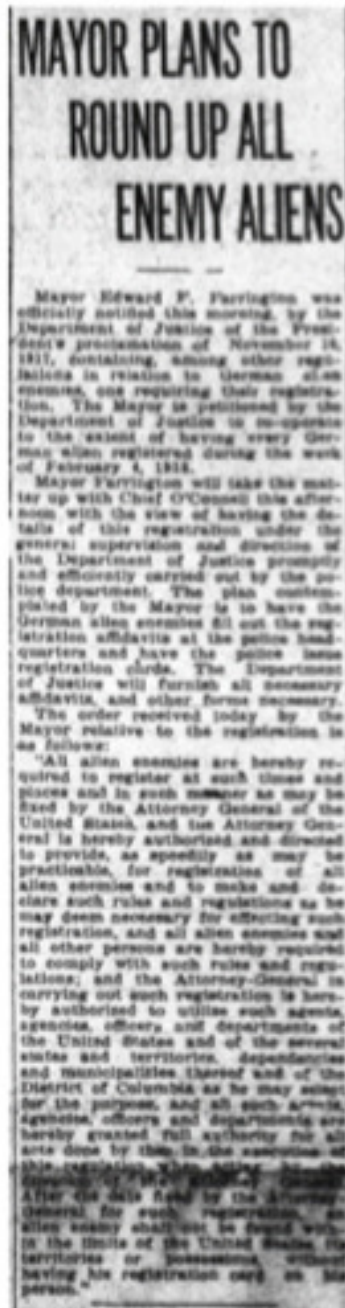 MAYOR PLANS TO
ROUND UP ALL
ENEMY ALIENS
Mayor Edward F. Farrington was
officially notified this morning, by the
Department of Justice of the Presi-
dent's proclamation of November 16,
1917, containing, among other regu-
lations in relation to German alien
enemies, one requiring their registra-
tion. The Mayor is petitioned by the
Department of Justice to co-operate
to the extent of having every Ger-
man alien registered during the week
of February 4, 1918.
Mayor Farrington will take the mat-
ter up with Chief O'Connell this after-
noon with the view of having the de-
tails of this registration under the
general supervision and direction of
the Department of Justice promptly
and efficiently carried out by the po-
lice department. The plan contem-
plated by the Mayor is to have the
German alien enemies fill out the reg-
istration affidavits at the police head-
quarters and have the police issue
registration cards. The Department
of Justice will furnish all necessary
affidavits, and other forms necessary.
The order received today by the
Mayor relative to the registration is
as follows:
"All alien enemies are hereby re-
quired to register at such times and
places and in such manner as may be
fixed by the Attorney General of the
United States, and the Attorney Gen-
eral is hereby authorized and directed
to provide, as speedily as may be
practicable, for registration of all
alien enemies and to make and de-
clare such rules and regulations as he
may deem necessary for effecting such
registration, and all alien enemies and
all other persons are hereby required
to comply with such rules and regu-
lations; and the Attorney-General in
carrying out such registration is here-
by authorized to utilize such agents,
agencies, officers and departments of
the United States and of the several
states and territories, dependencies
and municipalities thereof and of the
District of Columbia as he may select
for the purpose, and all such agents,
agencies, officers and departments are
hereby granted full authority for all
acts done by them in the execution of
this regulation when acting by the
direction of the Attorney General.
After the date fixed by the Attorney-
General for such registration, an
alien enemy shall not be found with-
in the limits of the United States, its
territories or possessions, without
having his registration card on his
person."